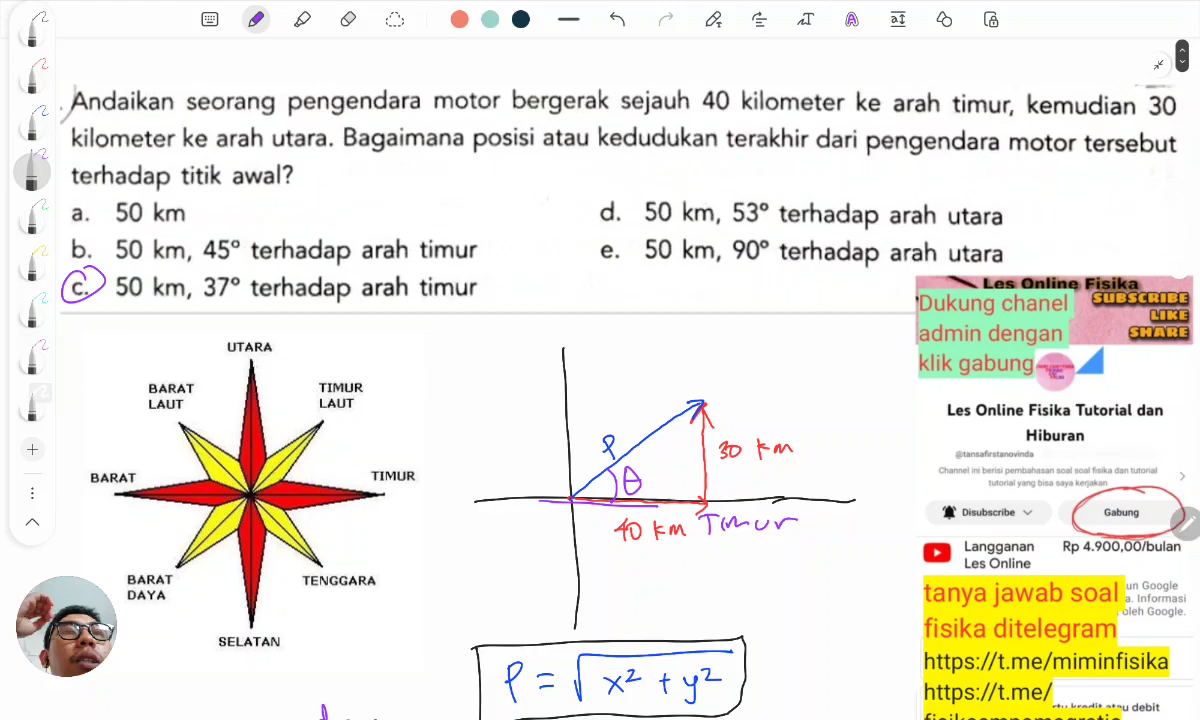 Andaikan seorang pengendara motor bergerak sejauh 40 kilometer ke arah timur, kemudian 30
kilometer ke arah utara. Bagaimana posisi atau kedudukan terakhir dari pengendara motor tersebut
terhadap titik awal?
a. 50 km
b. 50 km, 45° terhadap arah timur
c. 50 km, 37° terhadap arah timur
d. 50 km, 53° terhadap arah utara
e. 50 km, 90° terhadap arah utara
UTARA
BARAT
LAUT
TIMUR
LAUT
BARAT
TIMUR
BARAT
DAYA
TENGGARA
SELATAN
P
θ
30 km
40 km Timur
P = √x² + y²
Les Online Fisika
Dukung chanel
admin dengan
klik gabung
SUBSCRIBE
LIKE
SHARE
Les Online Fisika Tutorial dan
Hiburan
@tansafirstanovinda
Channel ini berisi pembahasan soal soal fisika dan tutorial
tutorial yang bisa saya kerjakan
Disubscribe
Gabung
Langganan
Les Online
Rp 4.900,00/bulan
un Google
a. Informasi
oleh Google.
tanya jawab soal
fisika ditelegram
https://t.me/miminfisika
https://t.me/